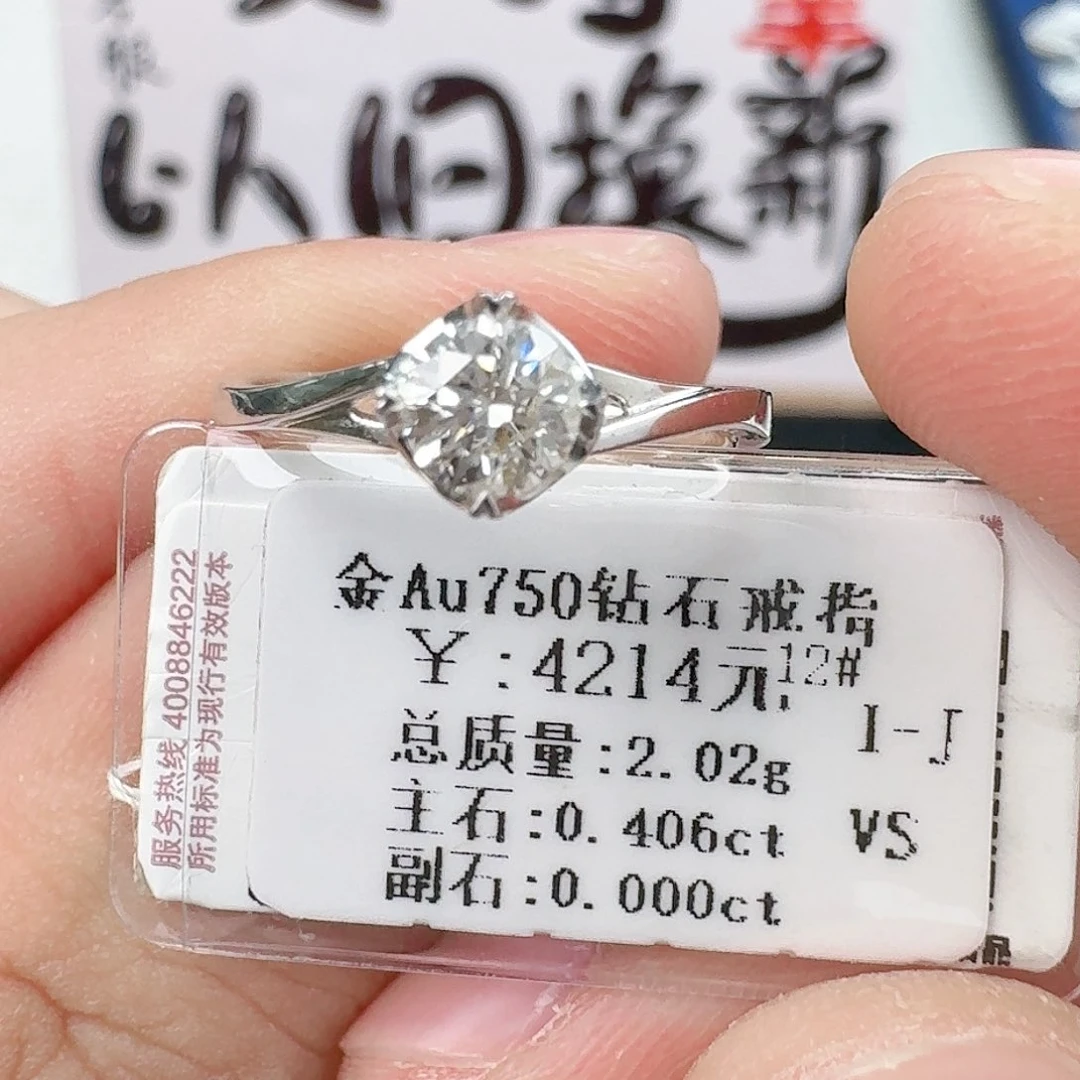 以旧换新
金Au750钻石戒指
￥:4214元 12#
I-J
总质量:2.02g
主石:0.406ct VS
副石:0.000ct
服务热线 4008846222
所用标准为现行有效版本